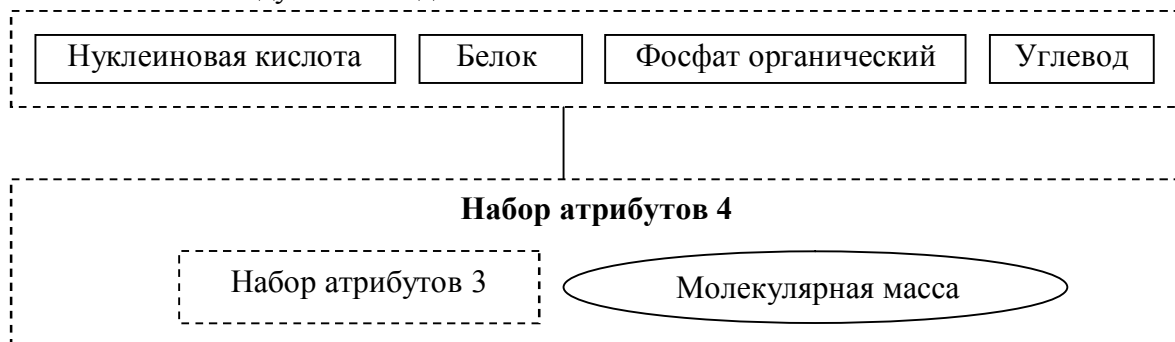 Нуклеиновая кислота Белок Фосфат органический Углевод
Набор атрибутов 4
Набор атрибутов 3 Молекулярная масса